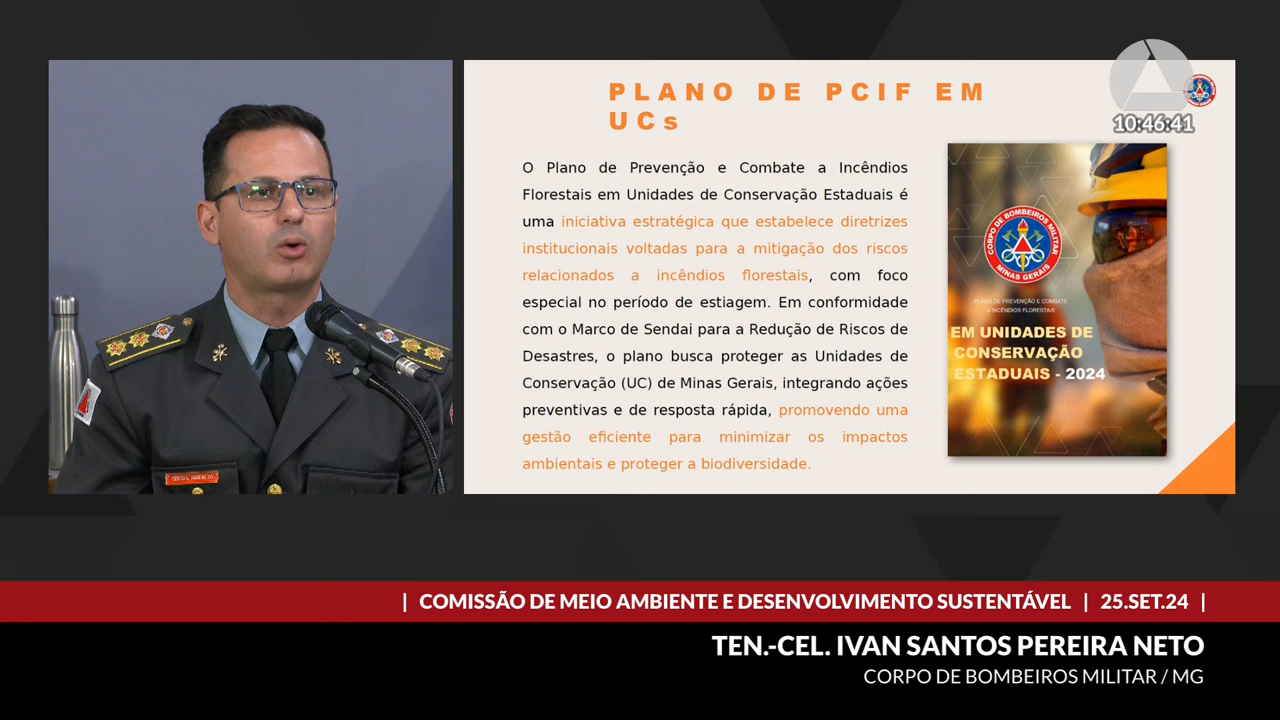 PLANO DE PCIF EM
UCs
10:46:41
O Plano de Prevenção e Combate a Incêndios
Florestais em Unidades de Conservação Estaduais é
uma iniciativa estratégica que estabelece diretrizes
institucionais voltadas para a mitigação dos riscos
relacionados a incêndios florestais, com foco
especial no período de estiagem. Em conformidade
com o Marco de Sendai para a Redução de Riscos de
Desastres, o plano busca proteger as Unidades de
Conservação (UC) de Minas Gerais, integrando ações
preventivas e de resposta rápida, promovendo uma
gestão eficiente para minimizar os impactos
ambientais e proteger a biodiversidade.
CORPO DE BOMBEIROS MILITAR
MINAS GERAIS
PLANO DE PREVENÇÃO E COMBATE
A INCÊNDIOS FLORESTAIS
EM UNIDADES DE
CONSERVAÇÃO
ESTADUAIS - 2024
| COMISSÃO DE MEIO AMBIENTE E DESENVOLVIMENTO SUSTENTÁVEL | 25.SET.24 |
TEN.-CEL. IVAN SANTOS PEREIRA NETO
CORPO DE BOMBEIROS MILITAR / MG